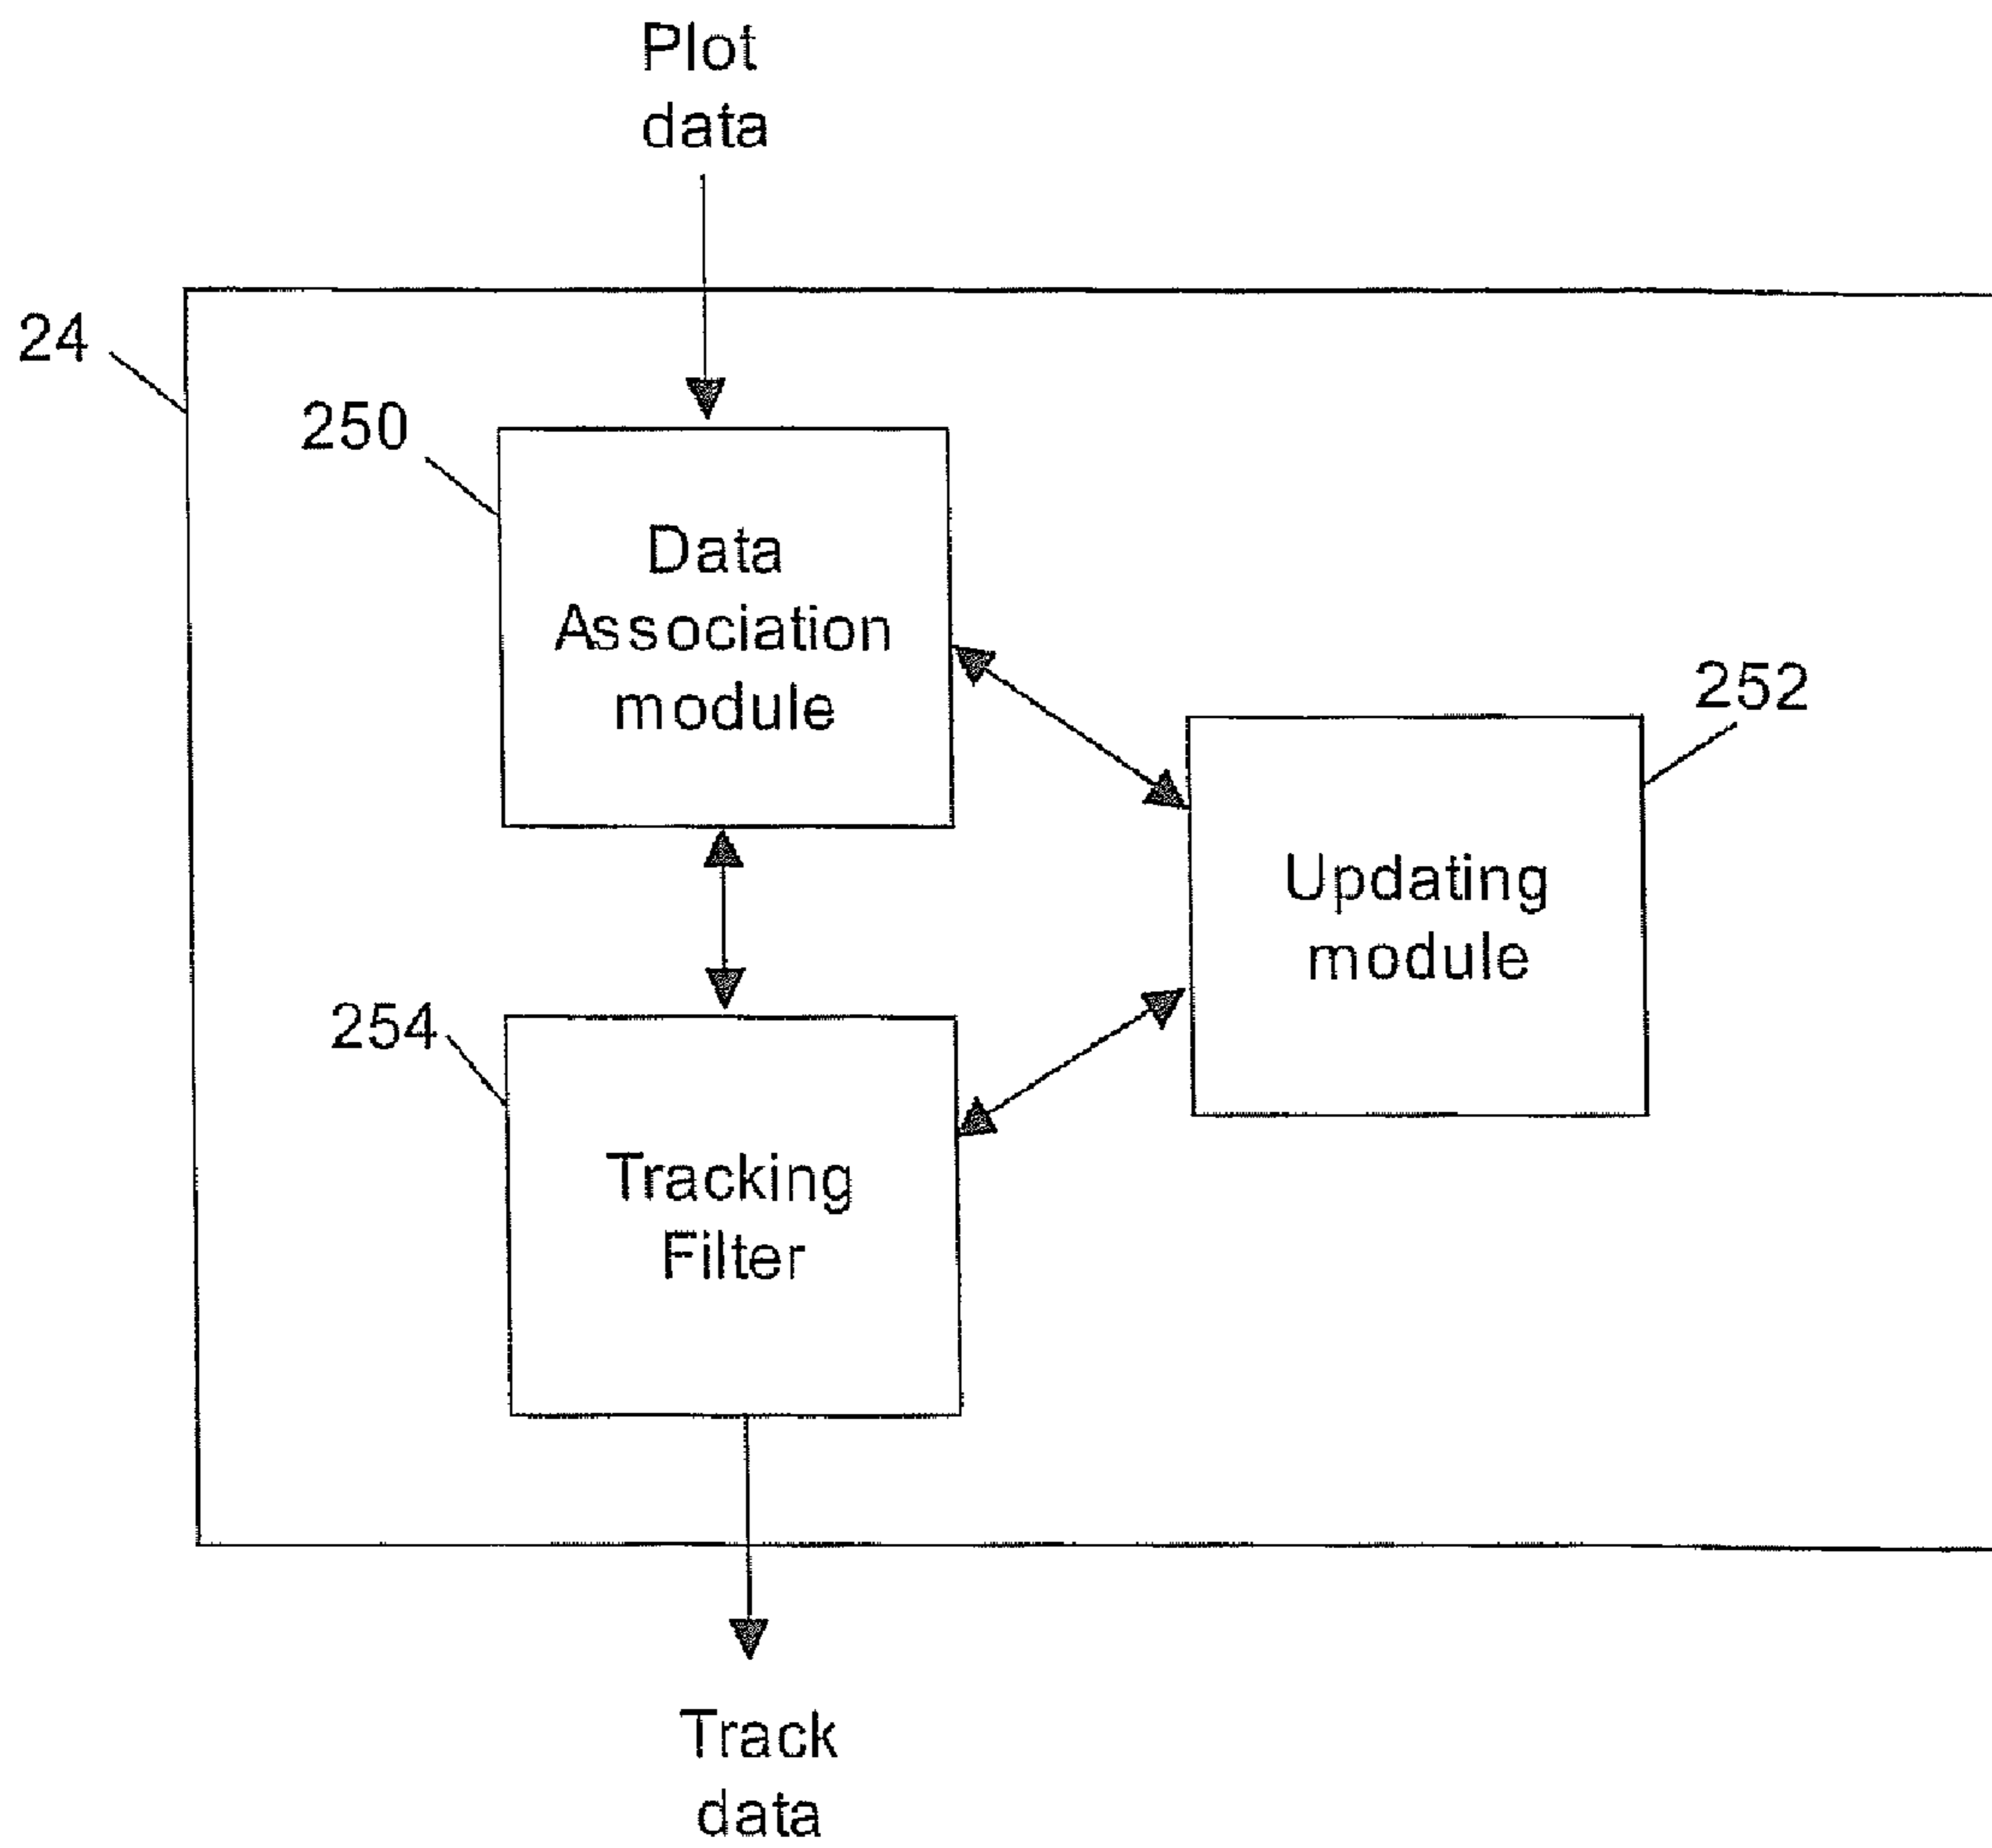 Plot
data
24
250
Data
Association
module
252
Updating
module
254
Tracking
Filter
Track
data